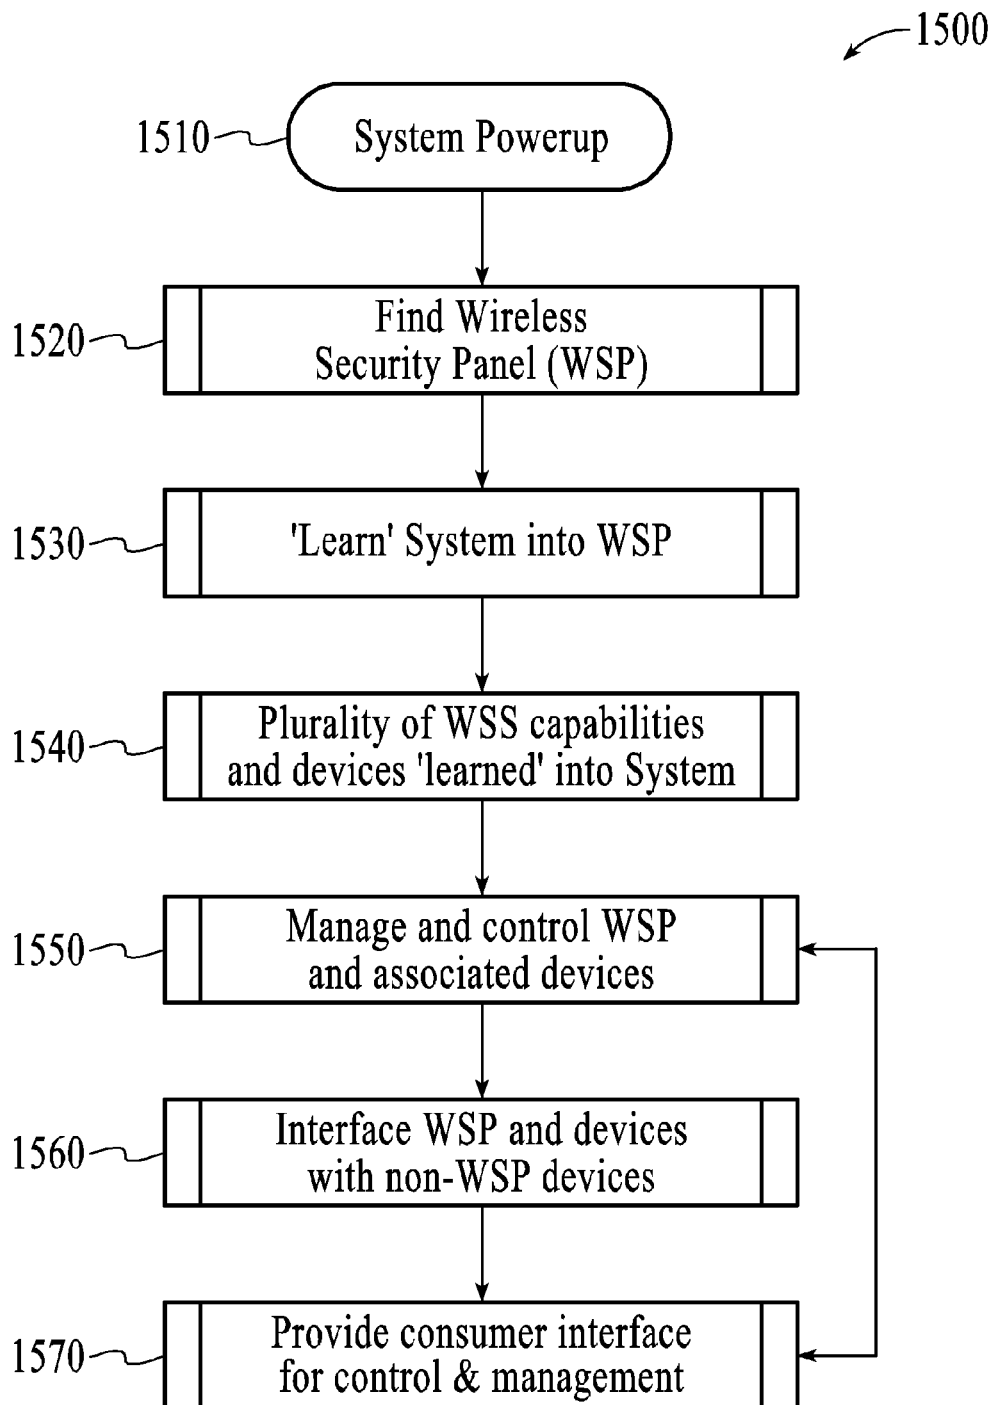 1500
1510
System Powerup
1520
Find Wireless
Security Panel (WSP)
1530
'Learn' System into WSP
1540
Plurality of WSS capabilities
and devices 'learned' into System
1550
Manage and control WSP
and associated devices
1560
Interface WSP and devices
with non-WSP devices
1570
Provide consumer interface
for control & management